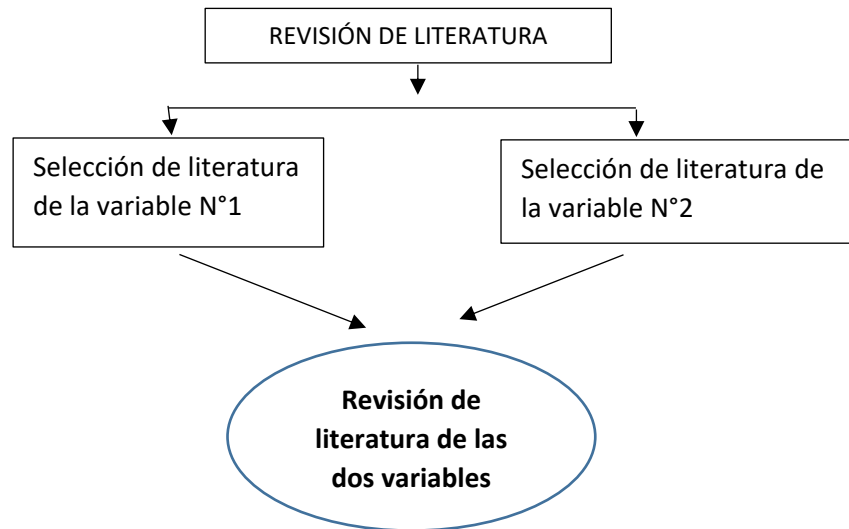 REVISIÓN DE LITERATURA
Selección de literatura
de la variable N°1
Selección de literatura de
la variable N°2
Revisión de
literatura de las
dos variables